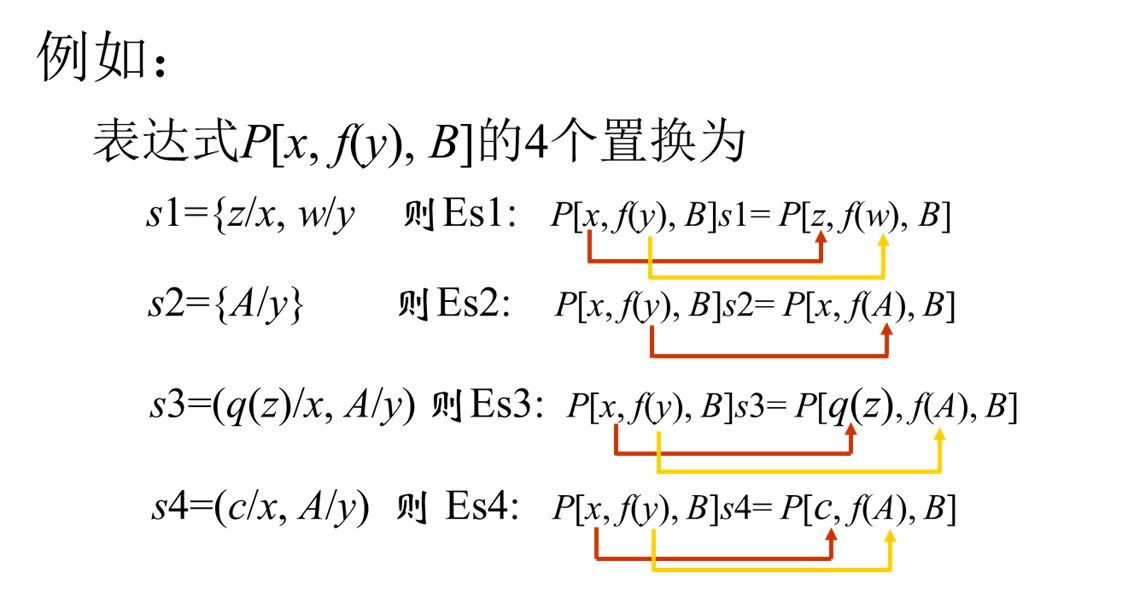 例如：
表达式P[x, f(y), B]的4个置换为
s1={z/x, w/y 则 Es1: P[x, f(y), B]s1= P[z, f(w), B]
s2={A/y} 则 Es2: P[x, f(y), B]s2= P[x, f(A), B]
s3=(q(z)/x, A/y) 则 Es3: P[x, f(y), B]s3= P[q(z), f(A), B]
s4=(c/x, A/y) 则 Es4: P[x, f(y), B]s4= P[c, f(A), B]